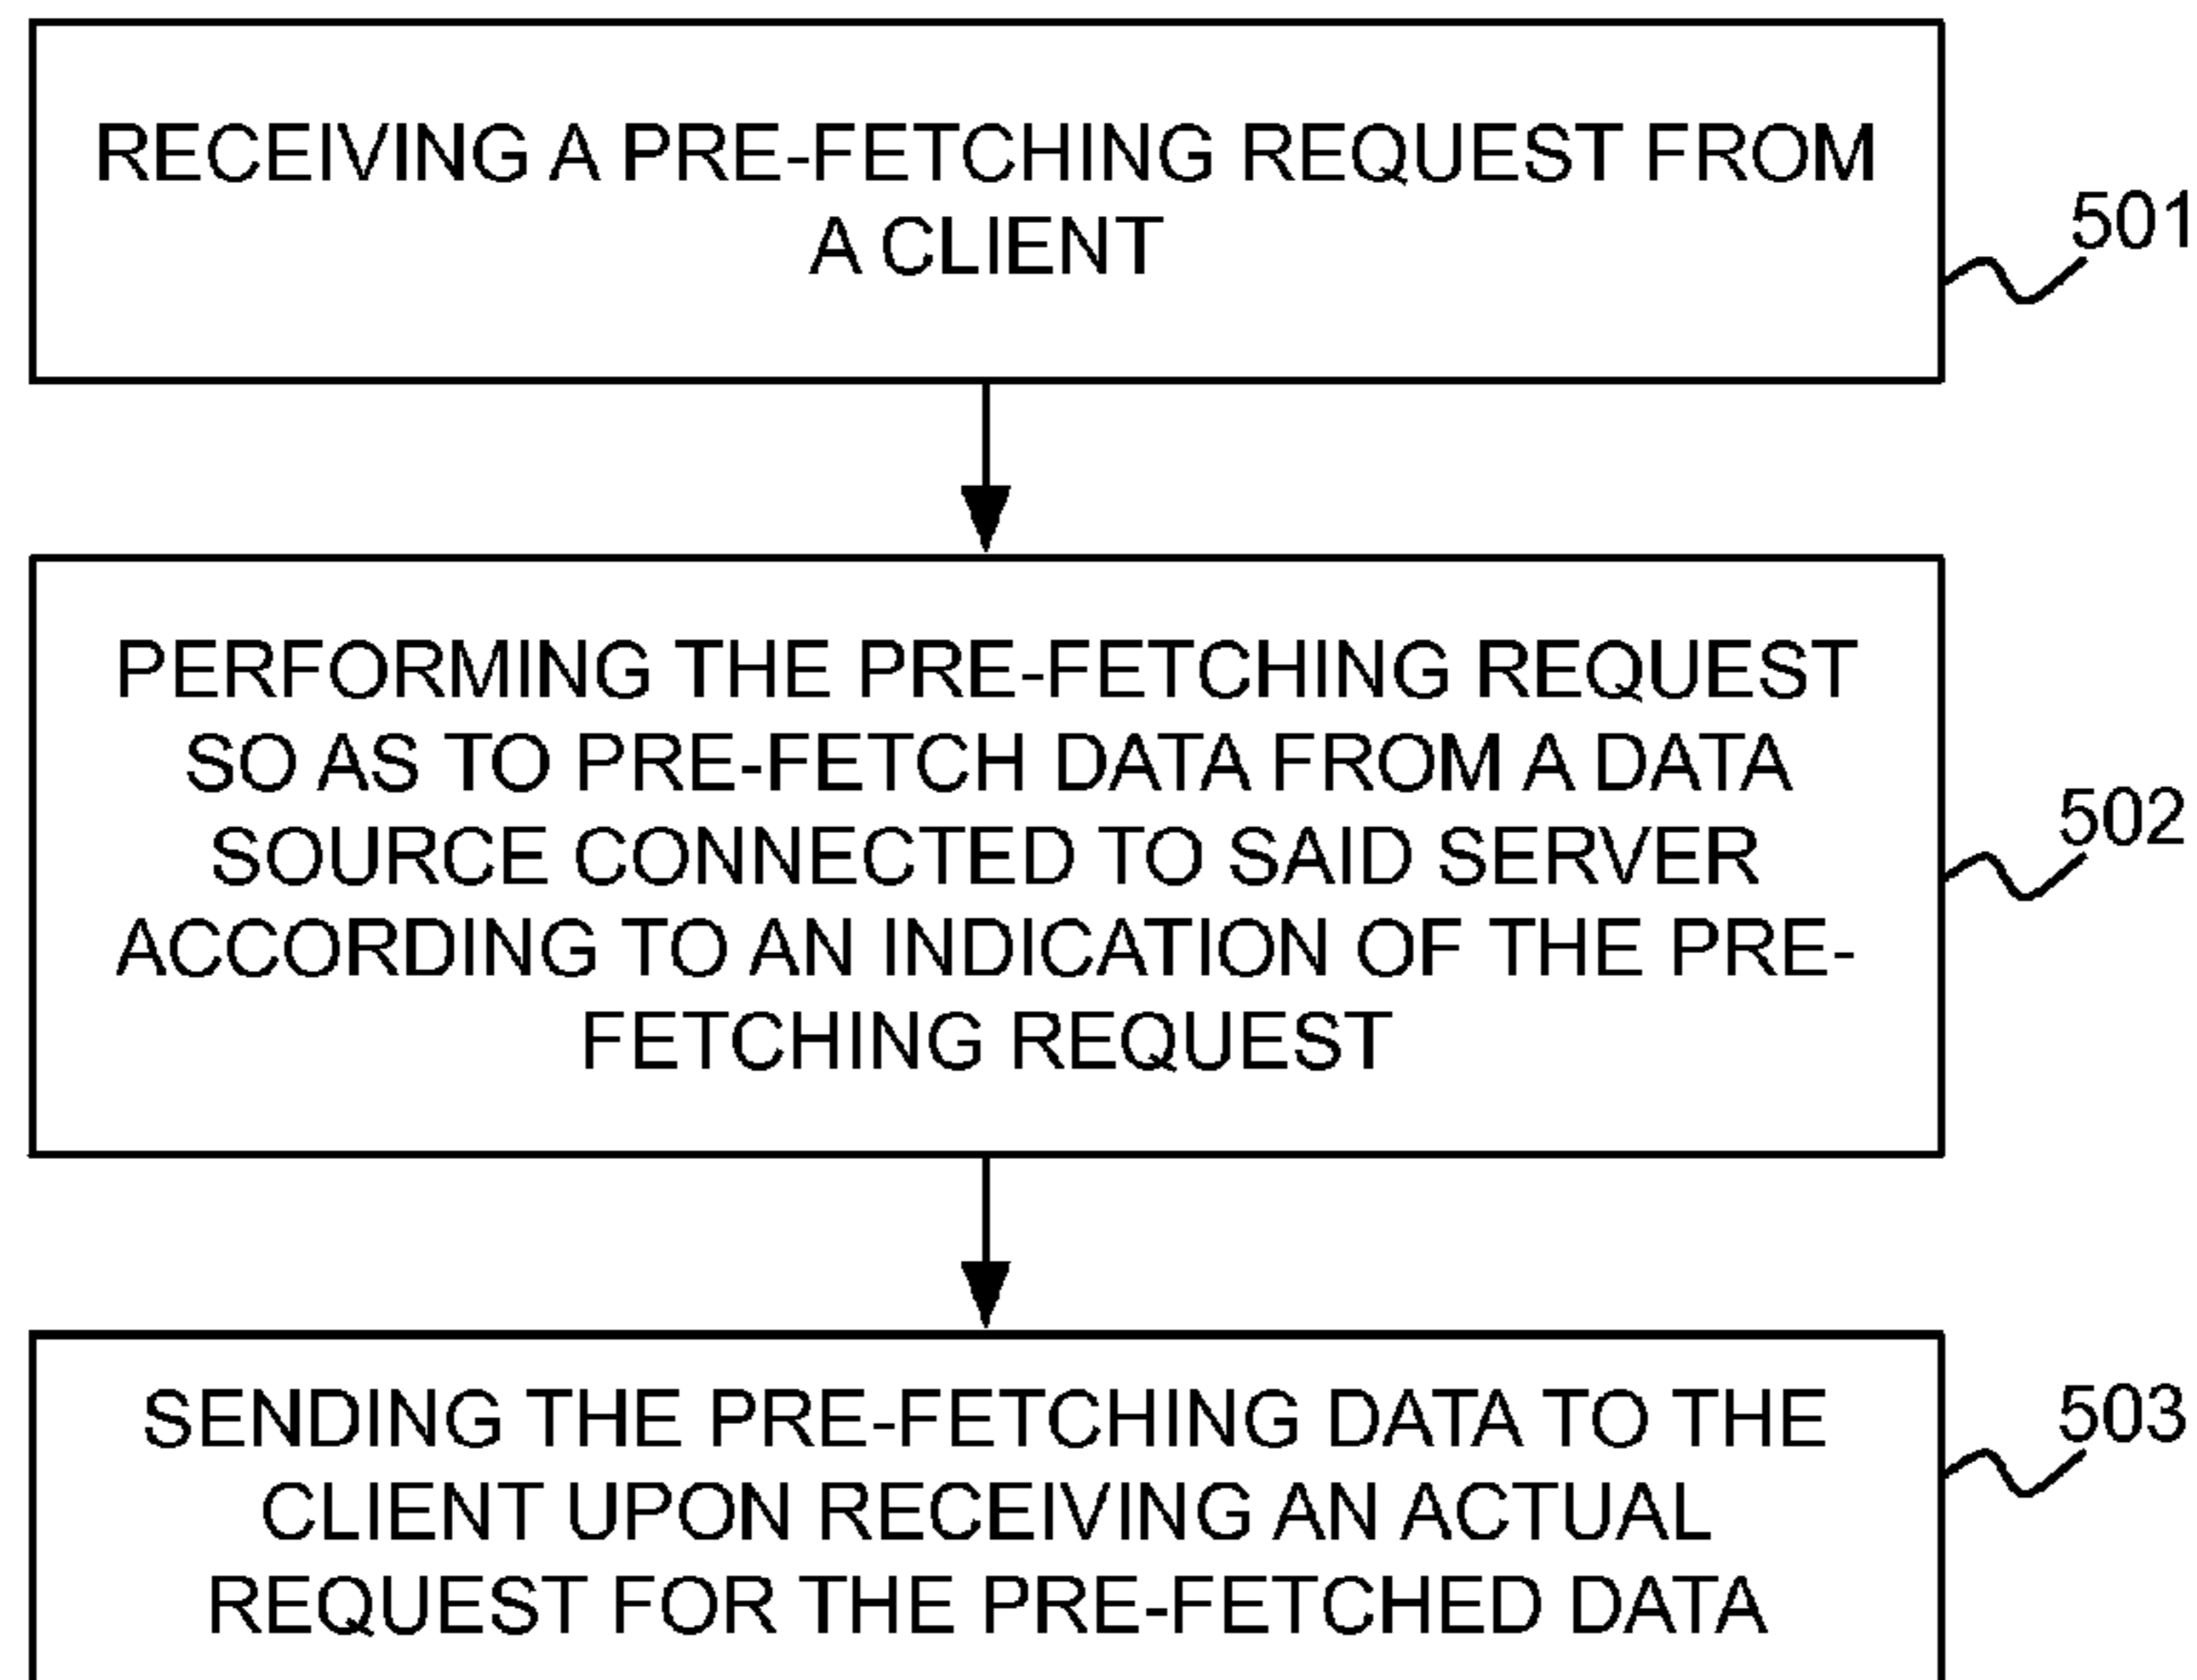 RECEIVING A PRE-FETCHING REQUEST FROM
A CLIENT
501
PERFORMING THE PRE-FETCHING REQUEST
SO AS TO PRE-FETCH DATA FROM A DATA
SOURCE CONNECTED TO SAID SERVER
ACCORDING TO AN INDICATION OF THE PRE-
FETCHING REQUEST
502
SENDING THE PRE-FETCHING DATA TO THE
CLIENT UPON RECEIVING AN ACTUAL
REQUEST FOR THE PRE-FETCHED DATA
503